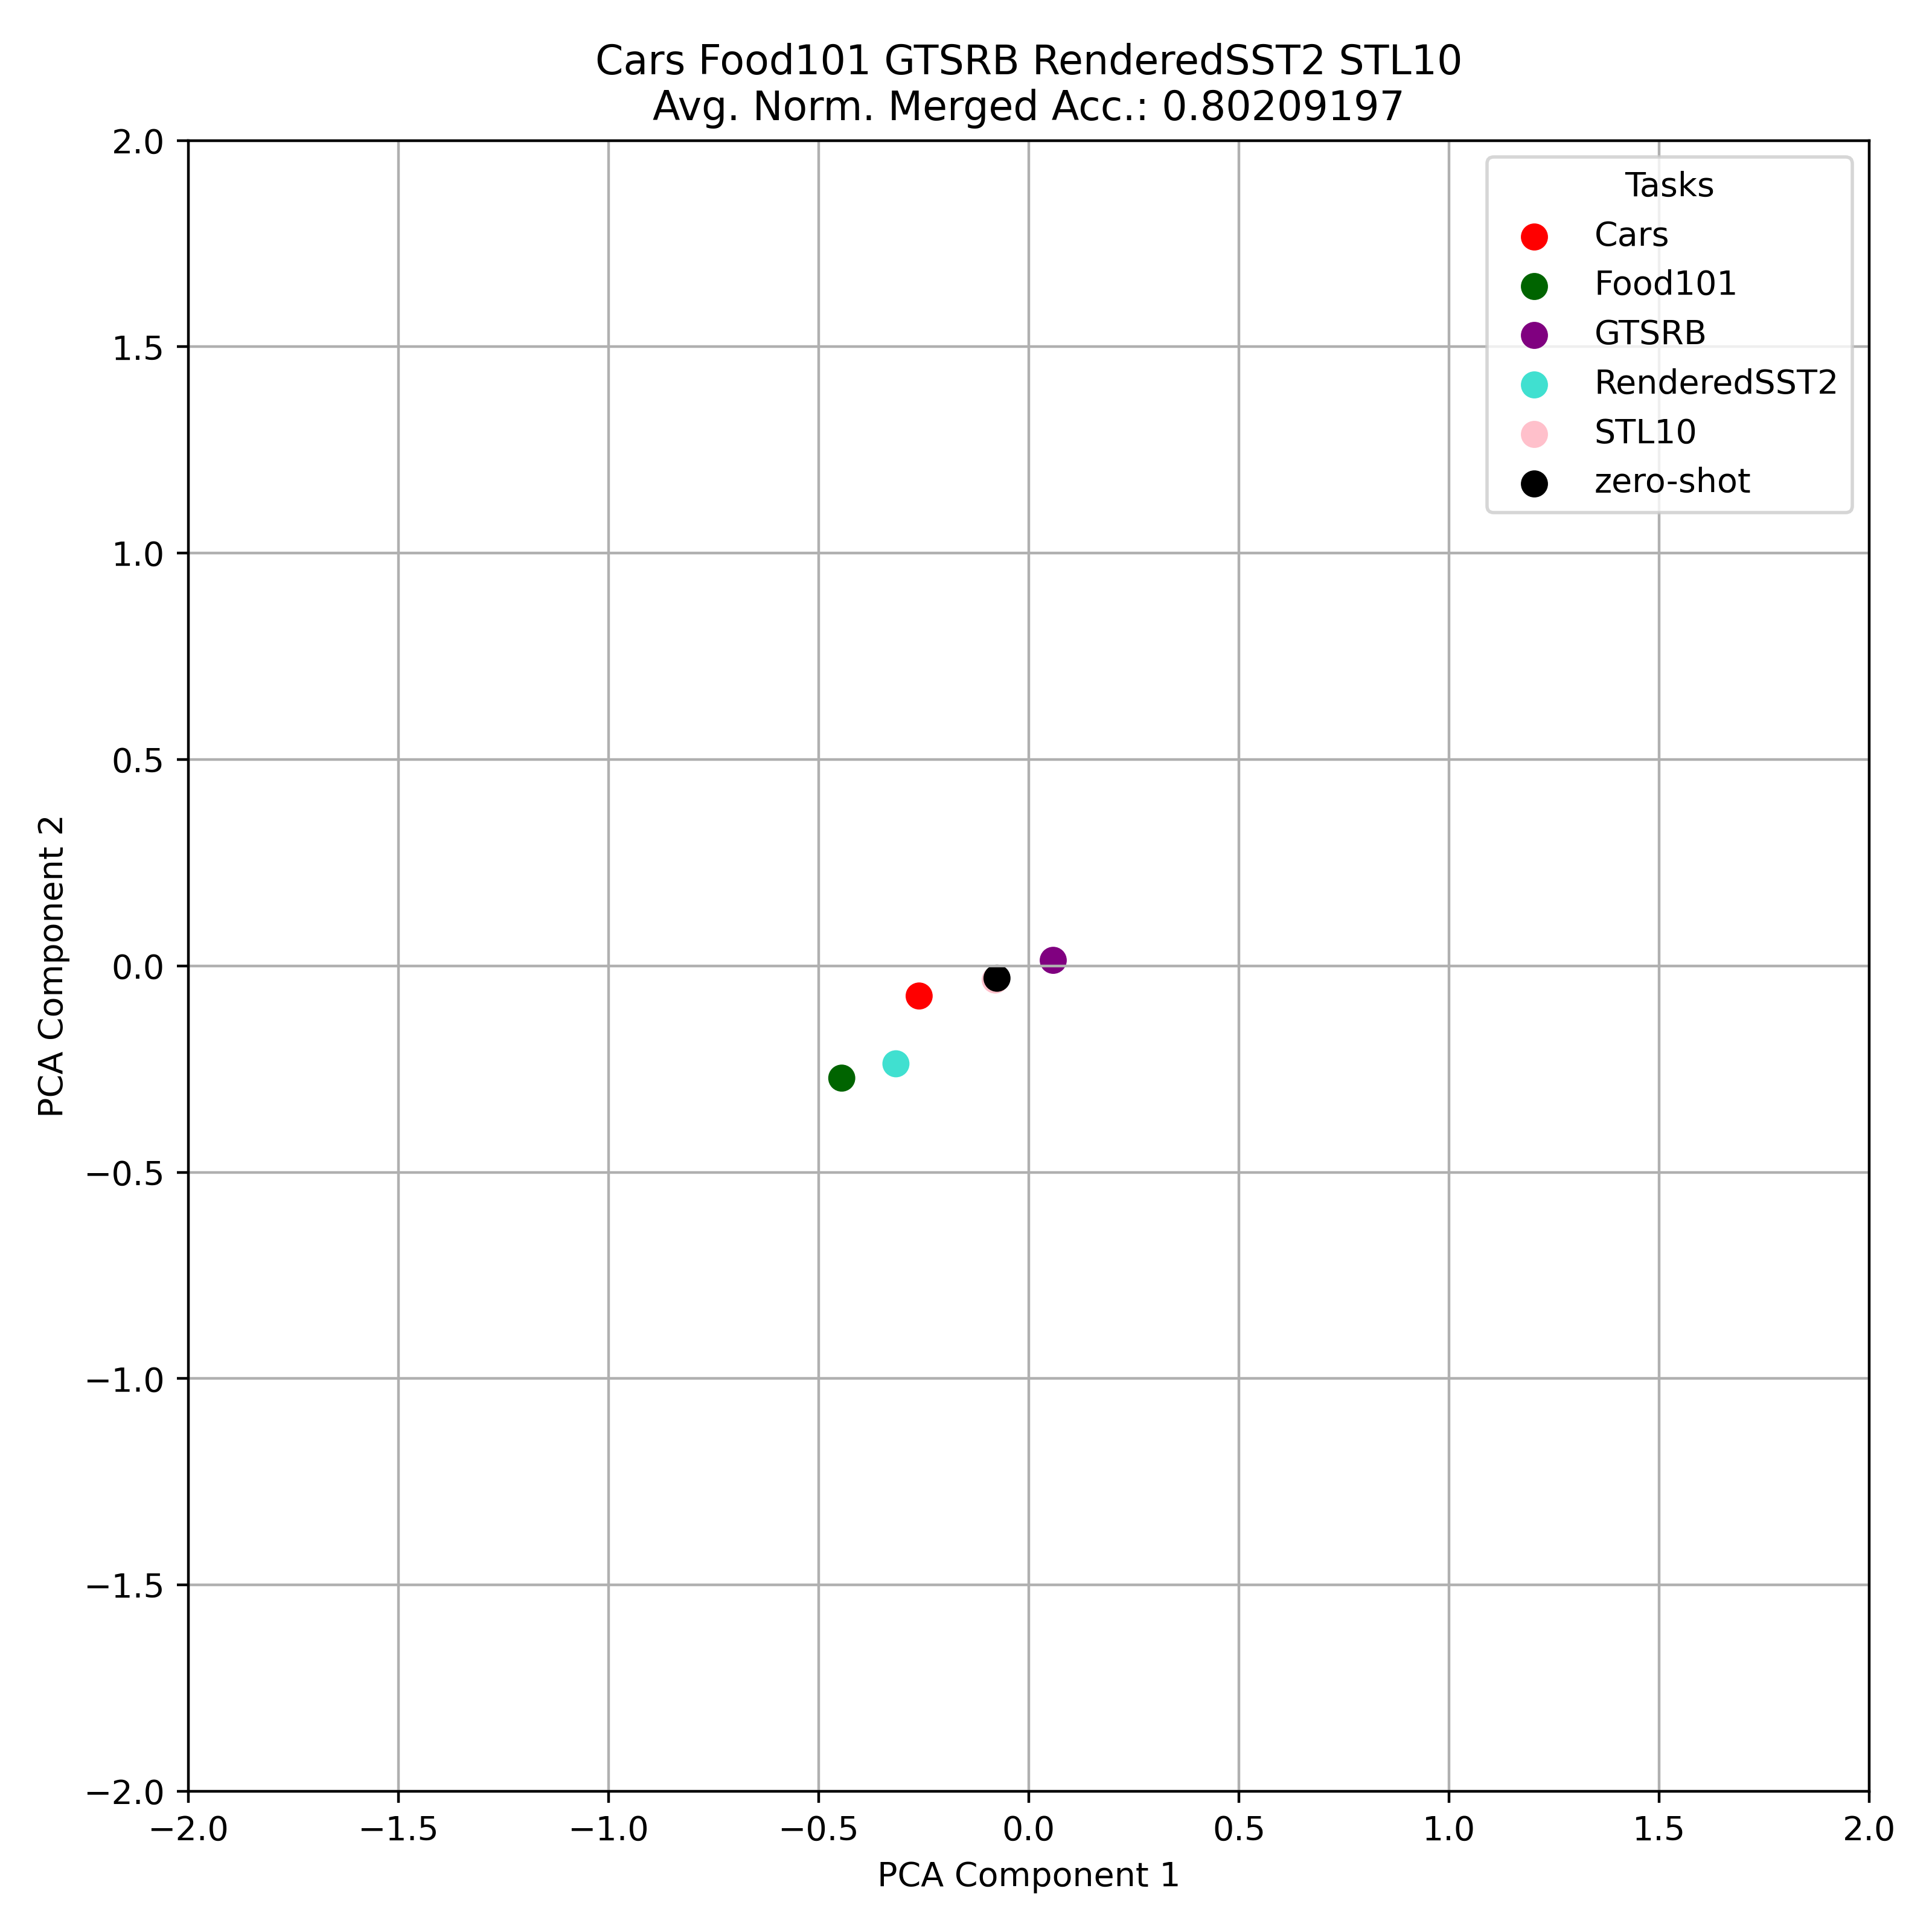 Cars Food101 GTSRB RenderedSST2 STL10
Avg. Norm. Merged Acc.: 0.80209197
Tasks
Cars
Food101
GTSRB
RenderedSST2
STL10
zero-shot
2.0
1.5
1.0
0.5
0.0
−0.5
−1.0
−1.5
−2.0
PCA Component 2
−2.0 −1.5 −1.0 −0.5 0.0 0.5 1.0 1.5 2.0
PCA Component 1